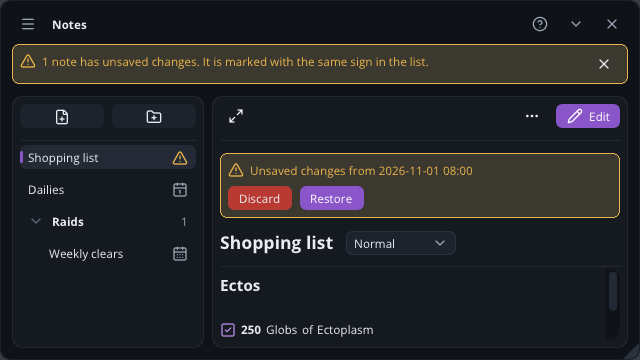 Notes
1 note has unsaved changes. It is marked with the same sign in the list.
Edit
Shopping list
Dailies
Raids 1
Weekly clears
Unsaved changes from 2026-11-01 08:00
Discard Restore
Shopping list Normal
Ectos
250 Globs of Ectoplasm